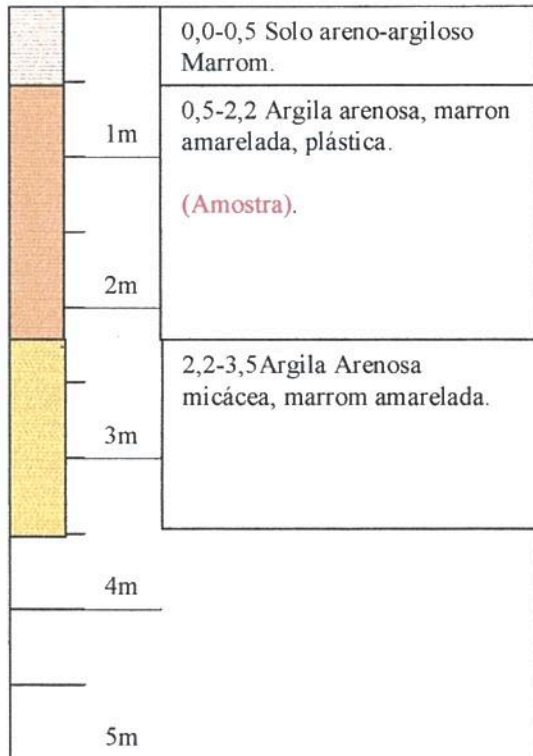 0,0-0,5 Solo areno-argiloso
Marrom.
0,5-2,2 Argila arenosa, marron
amarelada, plástica.
1m
(Amostra).
2m
2,2-3,5Argila Arenosa
micácea, marrom amarelada.
3m
4m
5m